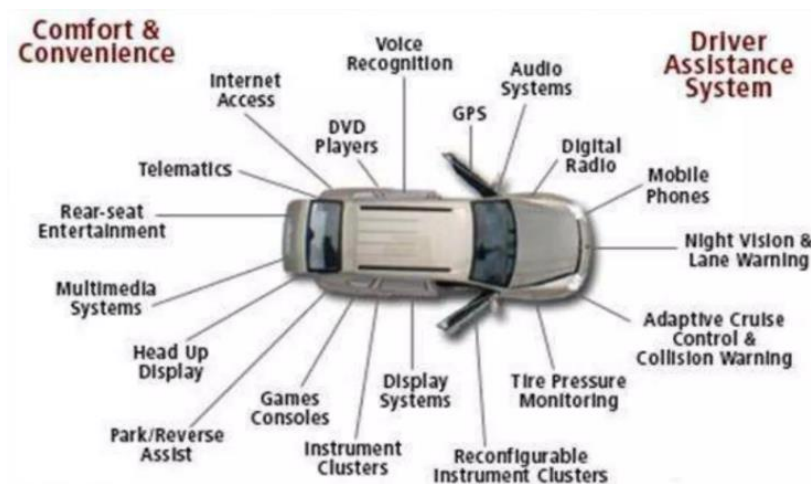 Comfort &
Convenience
Driver
Assistance
System
Voice
Recognition
Audio
Systems
Internet
Access
GPS
DVD
Players
Digital
Radio
Telematics
Mobile
Phones
Rear-seat
Entertainment
Night Vision &
Lane Warning
Multimedia
Systems
Adaptive Cruise
Control &
Collision Warning
Head Up
Display
Games
Consoles
Display
Systems
Tire Pressure
Monitoring
Park/Reverse
Assist
Instrument
Clusters
Reconfigurable
Instrument Clusters